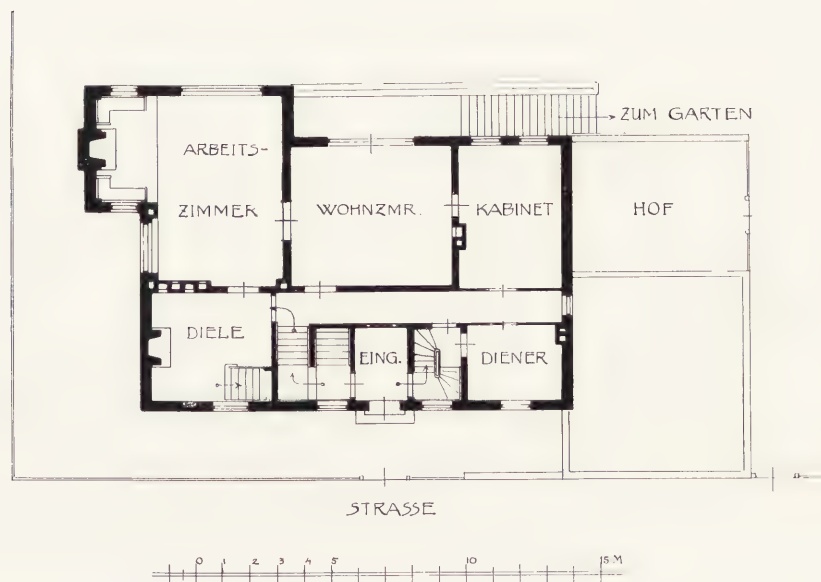 ZUM GARTEN
ARBEITS-
ZIMMER
WOHNZMR.
KABINET
HOF
DIELE
EING.
DIENER
STRASSE
0 1 2 3 4 5 10 15 M